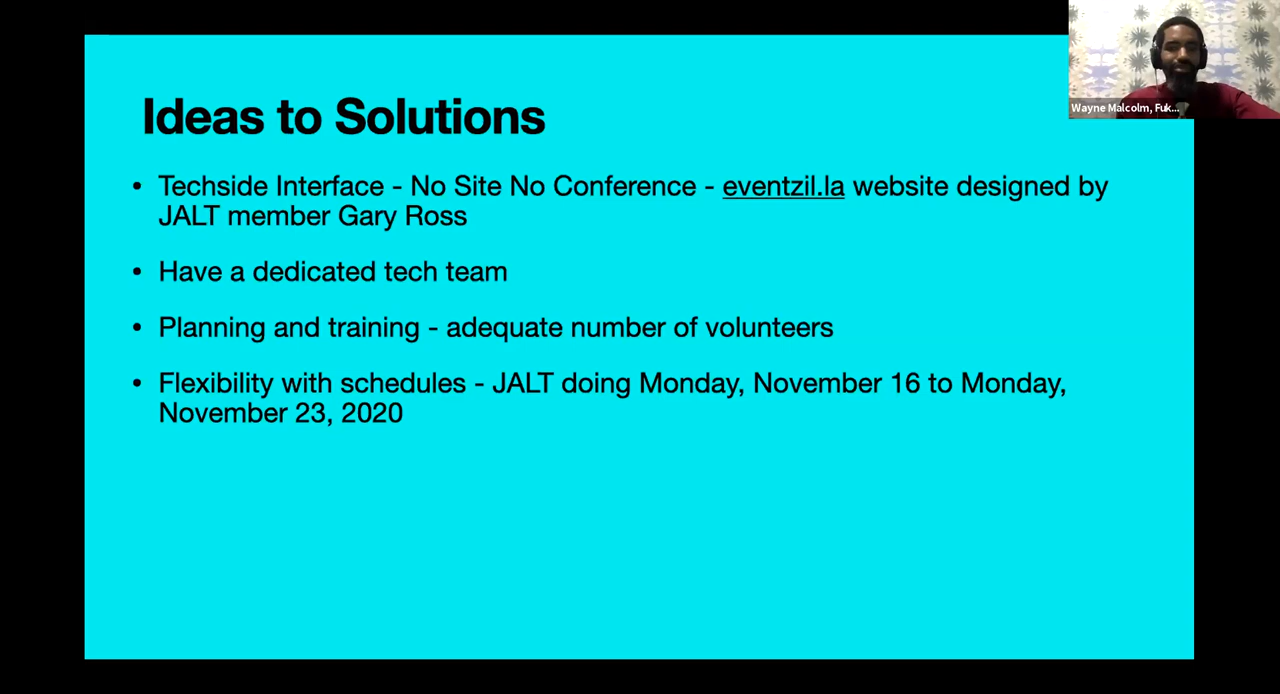 Ideas to Solutions
• Techside Interface - No Site No Conference - eventzil.la website designed by
JALT member Gary Ross
• Have a dedicated tech team
• Planning and training - adequate number of volunteers
• Flexibility with schedules - JALT doing Monday, November 16 to Monday,
November 23, 2020
Wayne Malcolm, Fuk...